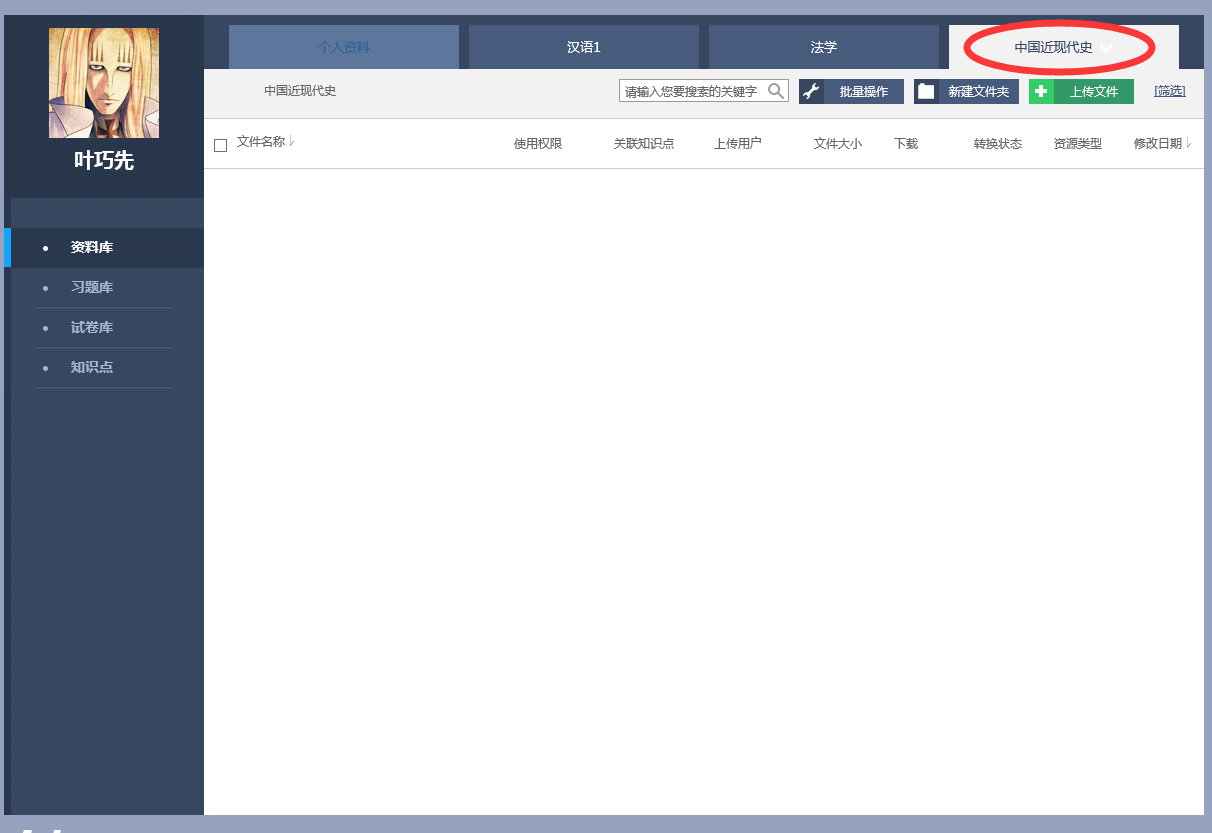 个人资料
汉语1
法学
中国近现代史
中国近现代史
请输入您要搜索的关键字
批量操作
新建文件夹
上传文件
[筛选]
文件名称
使用权限
关联知识点
上传用户
文件大小
下载
转换状态
资源类型
修改日期
叶巧先
资料库
习题库
试卷库
知识点